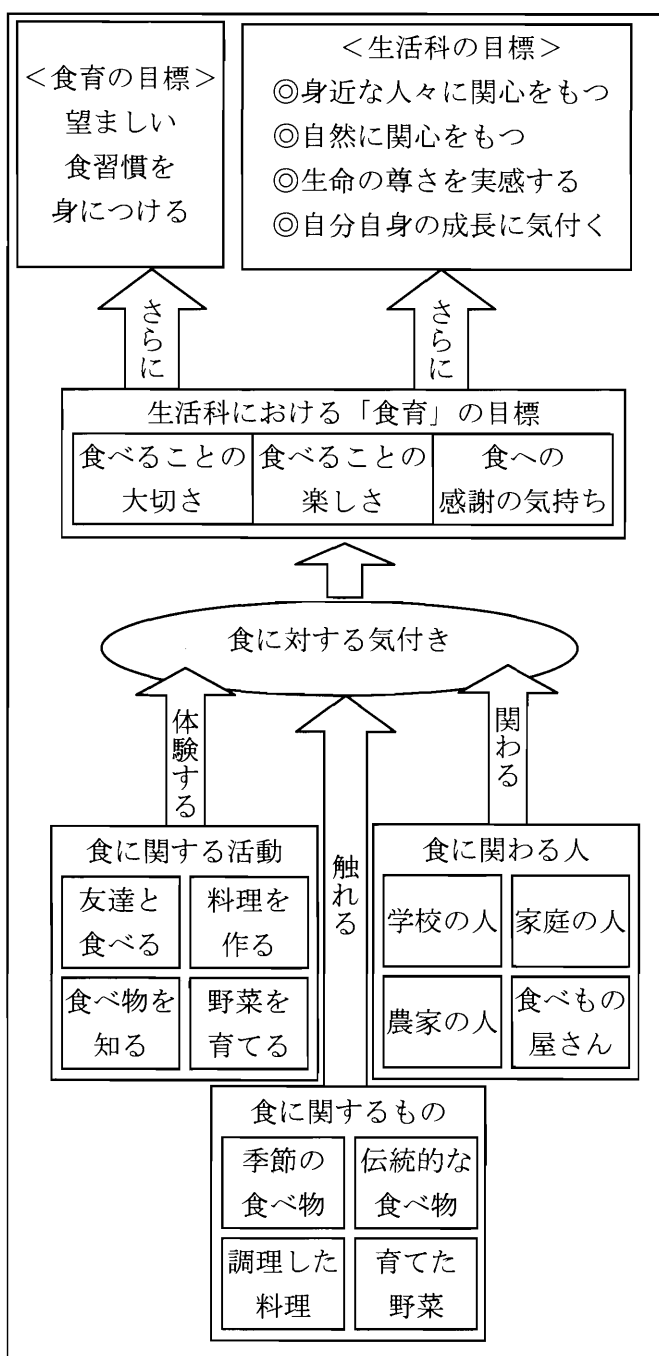 ＜食育の目標＞
望ましい
食習慣を
身につける
＜生活科の目標＞
◎身近な人々に関心をもつ
◎自然に関心をもつ
◎生命の尊さを実感する
◎自分自身の成長に気付く
さらに
さらに
生活科における「食育」の目標
食べることの
大切さ
食べることの
楽しさ
食への
感謝の気持ち
食に対する気付き
体験する
触れる
関わる
食に関する活動
友達と
食べる
料理を
作る
食べ物を
知る
野菜を
育てる
食に関わる人
学校の人
家庭の人
農家の人
食べもの
屋さん
食に関するもの
季節の
食べ物
伝統的な
食べ物
調理した
料理
育てた
野菜